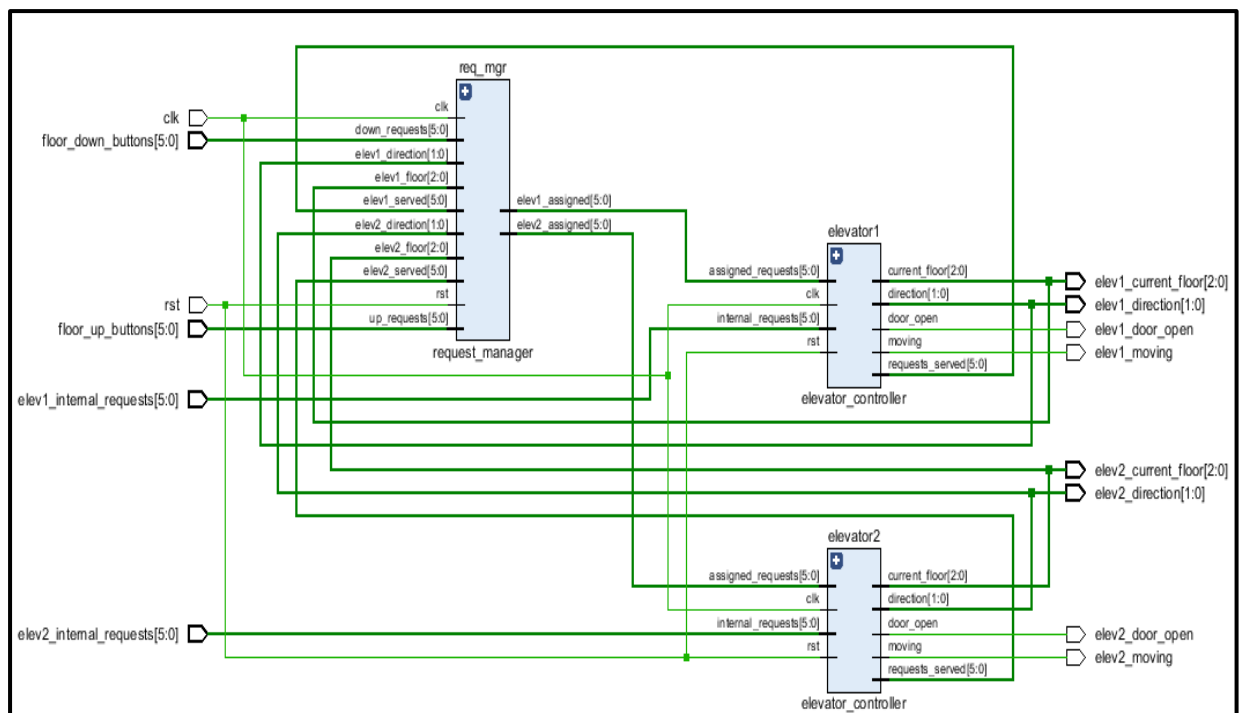 req_mgr
clk
down_requests[5:0]
elev1_direction[1:0]
elev1_floor[2:0]
elev1_served[5:0]
elev2_direction[1:0]
elev2_floor[2:0]
elev2_served[5:0]
rst
up_requests[5:0]
elev1_assigned[5:0]
elev2_assigned[5:0]
request_manager
clk
floor_down_buttons[5:0]
rst
floor_up_buttons[5:0]
elev1_internal_requests[5:0]
elev2_internal_requests[5:0]
elevator1
assigned_requests[5:0]
clk
internal_requests[5:0]
rst
current_floor[2:0]
direction[1:0]
door_open
moving
requests_served[5:0]
elevator_controller
elev1_current_floor[2:0]
elev1_direction[1:0]
elev1_door_open
elev1_moving
elev2_current_floor[2:0]
elev2_direction[1:0]
elevator2
assigned_requests[5:0]
clk
internal_requests[5:0]
rst
current_floor[2:0]
direction[1:0]
door_open
moving
requests_served[5:0]
elevator_controller
elev2_door_open
elev2_moving